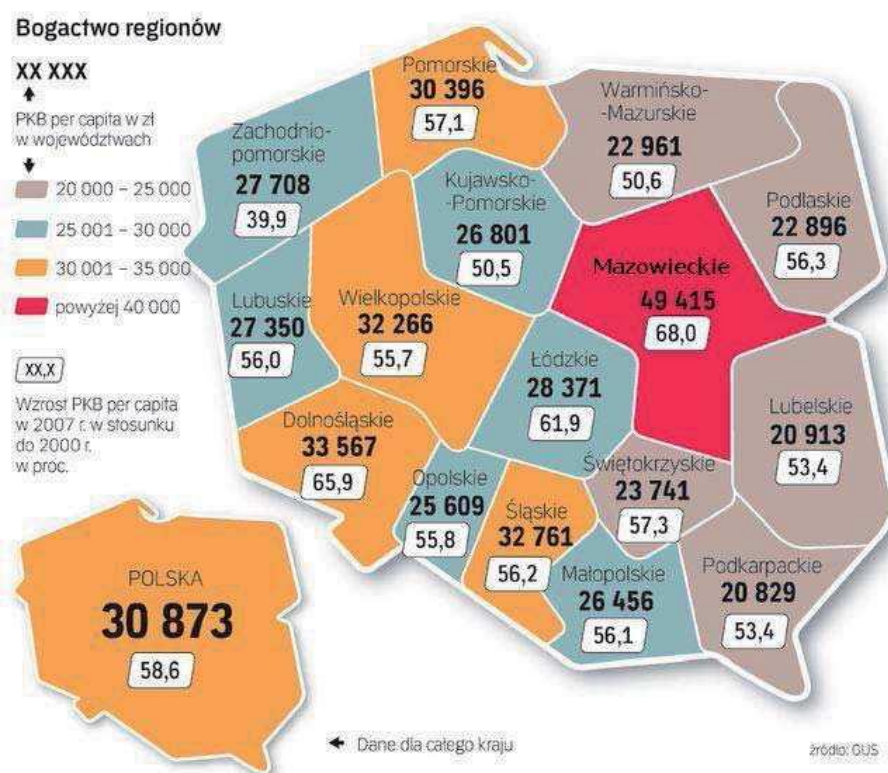 Bogactwo regionów
XX XXX
PKB per capita w zł
w województwach
20 000 – 25 000
25 001 – 30 000
30 001 – 35 000
powyżej 40 000
XX,X
Wzrost PKB per capita
w 2007 r. w stosunku
do 2000 r.
w proc.
Pomorskie
30 396
57,1
Warmińsko-
-Mazurskie
22 961
50,6
Zachodnio-
pomorskie
27 708
39,9
Kujawsko-
-Pomorskie
26 801
50,5
Podlaskie
22 896
56,3
Mazowieckie
49 415
68,0
Lubuskie
27 350
56,0
Wielkopolskie
32 266
55,7
Łódzkie
28 371
61,9
Lubelskie
20 913
53,4
Dolnośląskie
33 567
65,9
Opolskie
25 609
55,8
Śląskie
32 761
56,2
Świętokrzyskie
23 741
57,3
Małopolskie
26 456
56,1
Podkarpackie
20 829
53,4
POLSKA
30 873
58,6
Dane dla całego kraju
źródło: GUS